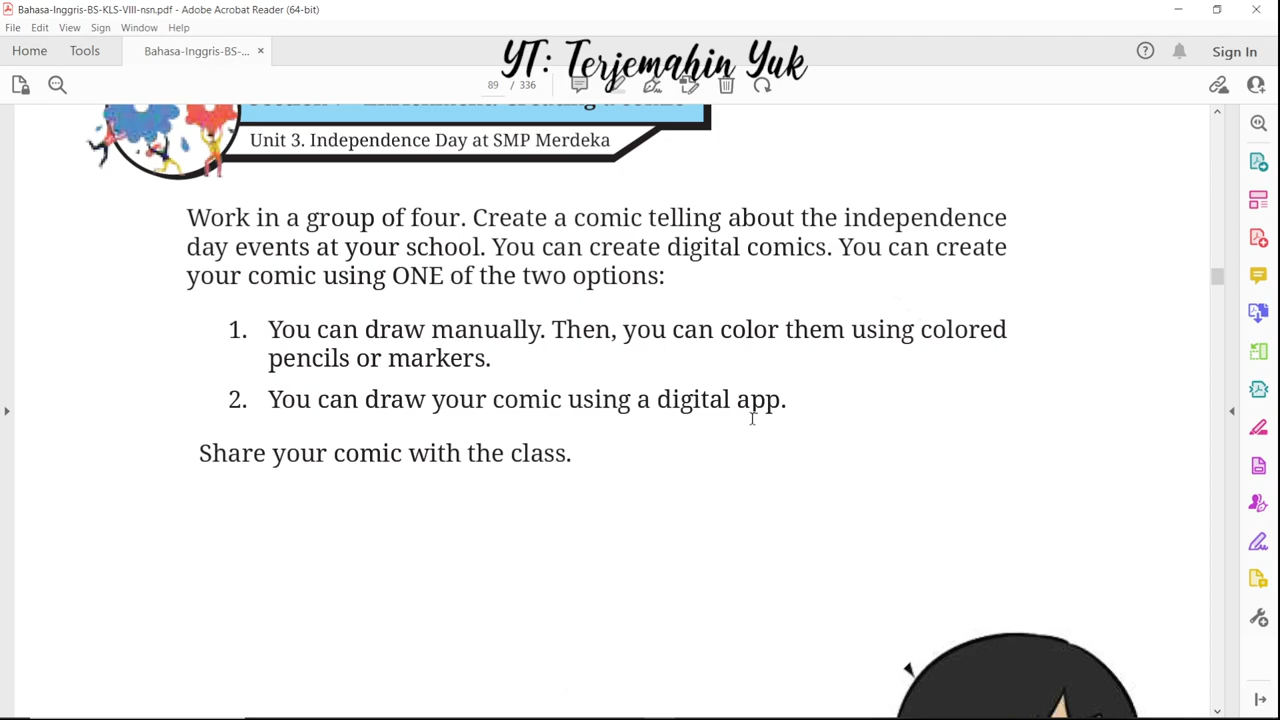 Bahasa-Inggris-BS-KLS-VIII-nsn.pdf - Adobe Acrobat Reader (64-bit)
File Edit View Sign Window Help
Home Tools Bahasa-Inggris-BS-... × Sign In
YT: Terjemahin Yuk
89 / 336
Unit 3. Independence Day at SMP Merdeka
Work in a group of four. Create a comic telling about the independence
day events at your school. You can create digital comics. You can create
your comic using ONE of the two options:
1. You can draw manually. Then, you can color them using colored
pencils or markers.
2. You can draw your comic using a digital app.
Share your comic with the class.